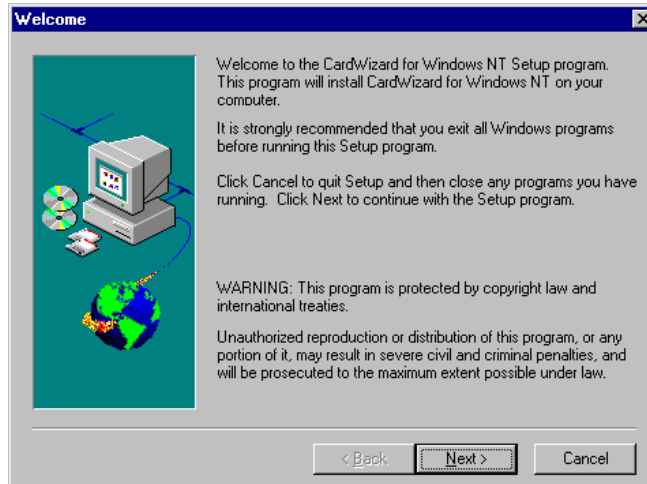 Welcome
Welcome to the CardWizard for Windows NT Setup program.
This program will install CardWizard for Windows NT on your
computer.
It is strongly recommended that you exit all Windows programs
before running this Setup program.
Click Cancel to quit Setup and then close any programs you have
running.  Click Next to continue with the Setup program.
WARNING: This program is protected by copyright law and
international treaties.
Unauthorized reproduction or distribution of this program, or any
portion of it, may result in severe civil and criminal penalties, and
will be prosecuted to the maximum extent possible under law.
< Back
Next >
Cancel